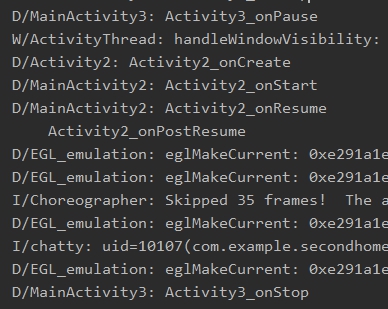 D/MainActivity3: Activity3_onPause
W/ActivityThread: handleWindowVisibility:
D/Activity2: Activity2_onCreate
D/MainActivity2: Activity2_onStart
D/MainActivity2: Activity2_onResume
Activity2_onPostResume
D/EGL_emulation: eglMakeCurrent: 0xe291a1e
D/EGL_emulation: eglMakeCurrent: 0xe291a1e
I/Choreographer: Skipped 35 frames!  The a
D/EGL_emulation: eglMakeCurrent: 0xe291a1e
I/chatty: uid=10107(com.example.secondhome
D/EGL_emulation: eglMakeCurrent: 0xe291a1e
D/MainActivity3: Activity3_onStop